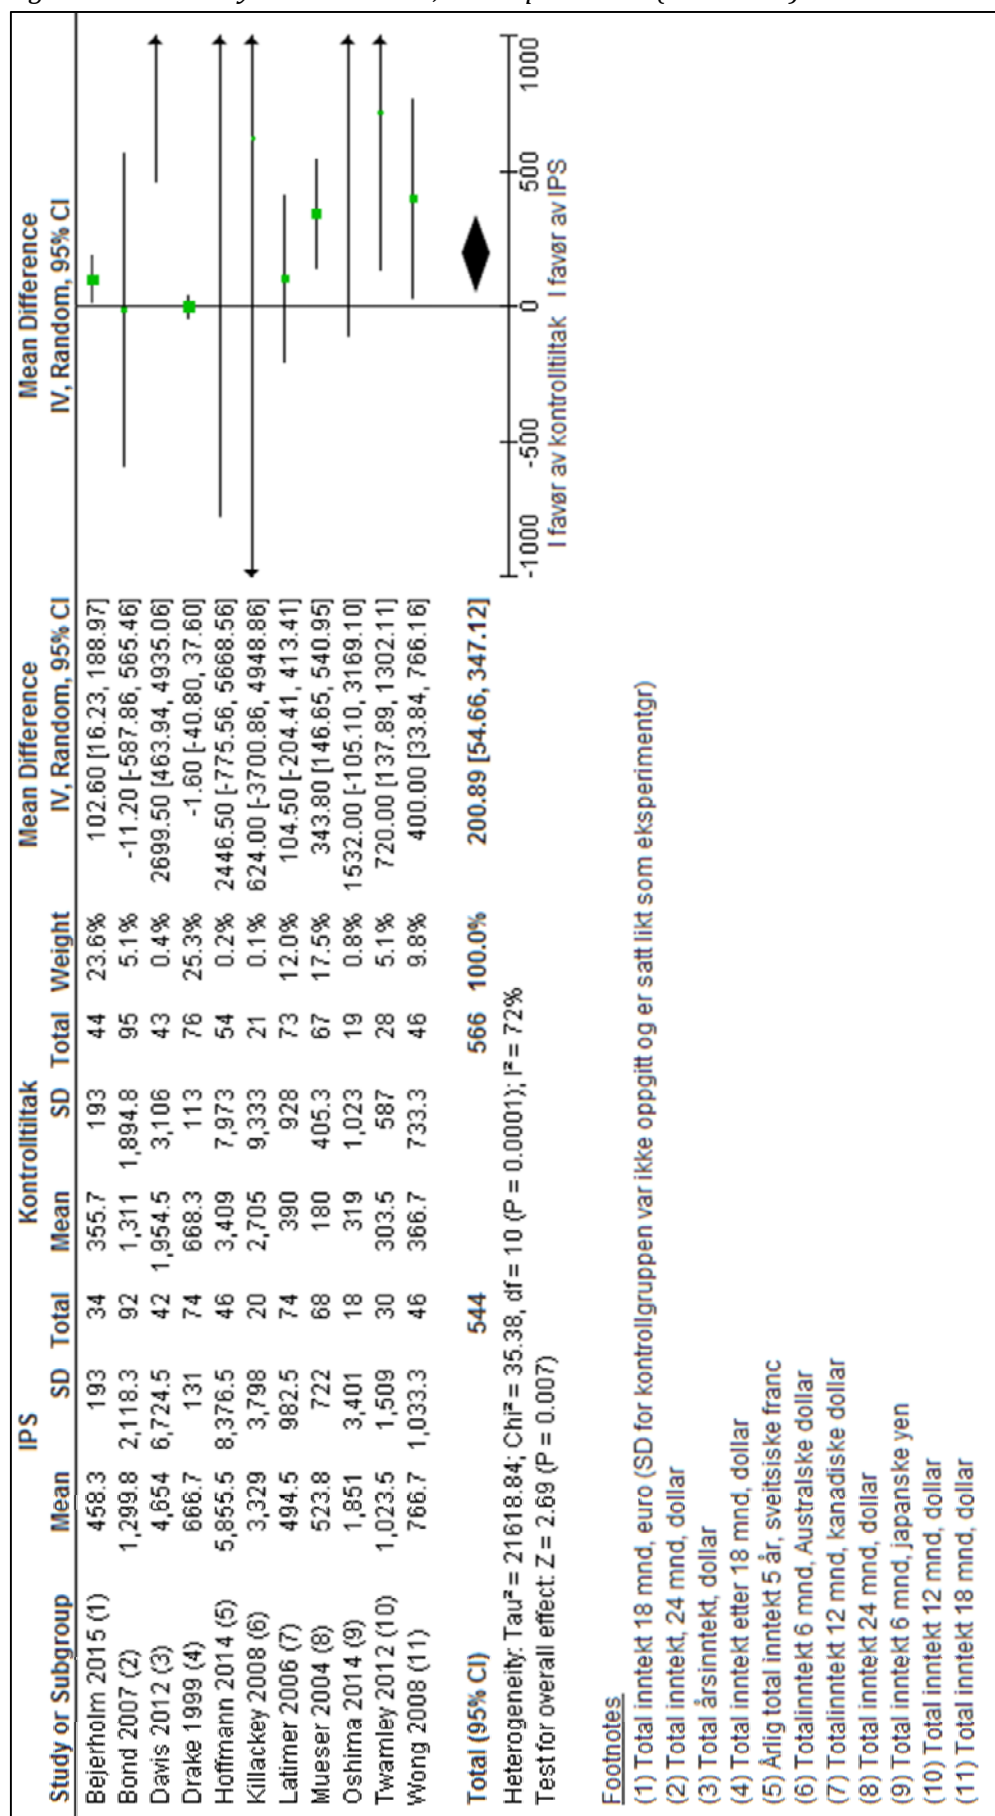 IPS Kontrolltiltak Mean Difference Mean Difference
Study or Subgroup Mean SD Total Mean SD Total Weight IV, Random, 95% CI IV, Random, 95% CI
Bejerholm 2015 (1) 458.3 193 34 355.7 193 44 23.6% 102.60 [16.23, 188.97]
Bond 2007 (2) 1,299.8 2,118.3 92 1,311 1,894.8 95 5.1% -11.20 [-587.86, 565.46]
Davis 2012 (3) 4,654 6,724.5 42 1,954.5 3,106 43 0.4% 2699.50 [463.94, 4935.06]
Drake 1999 (4) 666.7 131 74 668.3 113 76 25.3% -1.60 [-40.80, 37.60]
Hoffmann 2014 (5) 5,855.5 8,376.5 46 3,409 7,973 54 0.2% 2446.50 [-775.56, 5668.56]
Killackey 2008 (6) 3,329 3,798 20 2,705 9,333 21 0.1% 624.00 [-3700.86, 4948.86]
Latimer 2006 (7) 494.5 982.5 74 390 928 73 12.0% 104.50 [-204.41, 413.41]
Mueser 2004 (8) 523.8 722 68 180 405.3 67 17.5% 343.80 [146.65, 540.95]
Oshima 2014 (9) 1,851 3,401 18 319 1,023 19 0.8% 1532.00 [-105.10, 3169.10]
Twamley 2012 (10) 1,023.5 1,509 30 303.5 587 28 5.1% 720.00 [137.89, 1302.11]
Wong 2008 (11) 766.7 1,033.3 46 366.7 733.3 46 9.8% 400.00 [33.84, 766.16]
Total (95% CI) 544 566 100.0% 200.89 [54.66, 347.12]
Heterogeneity: Tau² = 21618.84; Chi² = 35.38, df = 10 (P = 0.0001); I² = 72%
Test for overall effect: Z = 2.69 (P = 0.007)
-1000 -500 0 500 1000
I favør av kontrolltiltak I favør av IPS
Footnotes
(1) Total inntekt 18 mnd, euro (SD for kontrollgruppen var ikke oppgitt og er satt likt som eksperimentgr)
(2) Total inntekt, 24 mnd, dollar
(3) Total årsinntekt, dollar
(4) Total inntekt etter 18 mnd, dollar
(5) Årlig total inntekt 5 år, sveitsiske franc
(6) Totalinntekt 6 mnd, Australske dollar
(7) Totalinntekt 12 mnd, kanadiske dollar
(8) Total inntekt 24 mnd, dollar
(9) Total inntekt 6 mnd, japanske yen
(10) Total inntekt 12 mnd, dollar
(11) Total inntekt 18 mnd, dollar